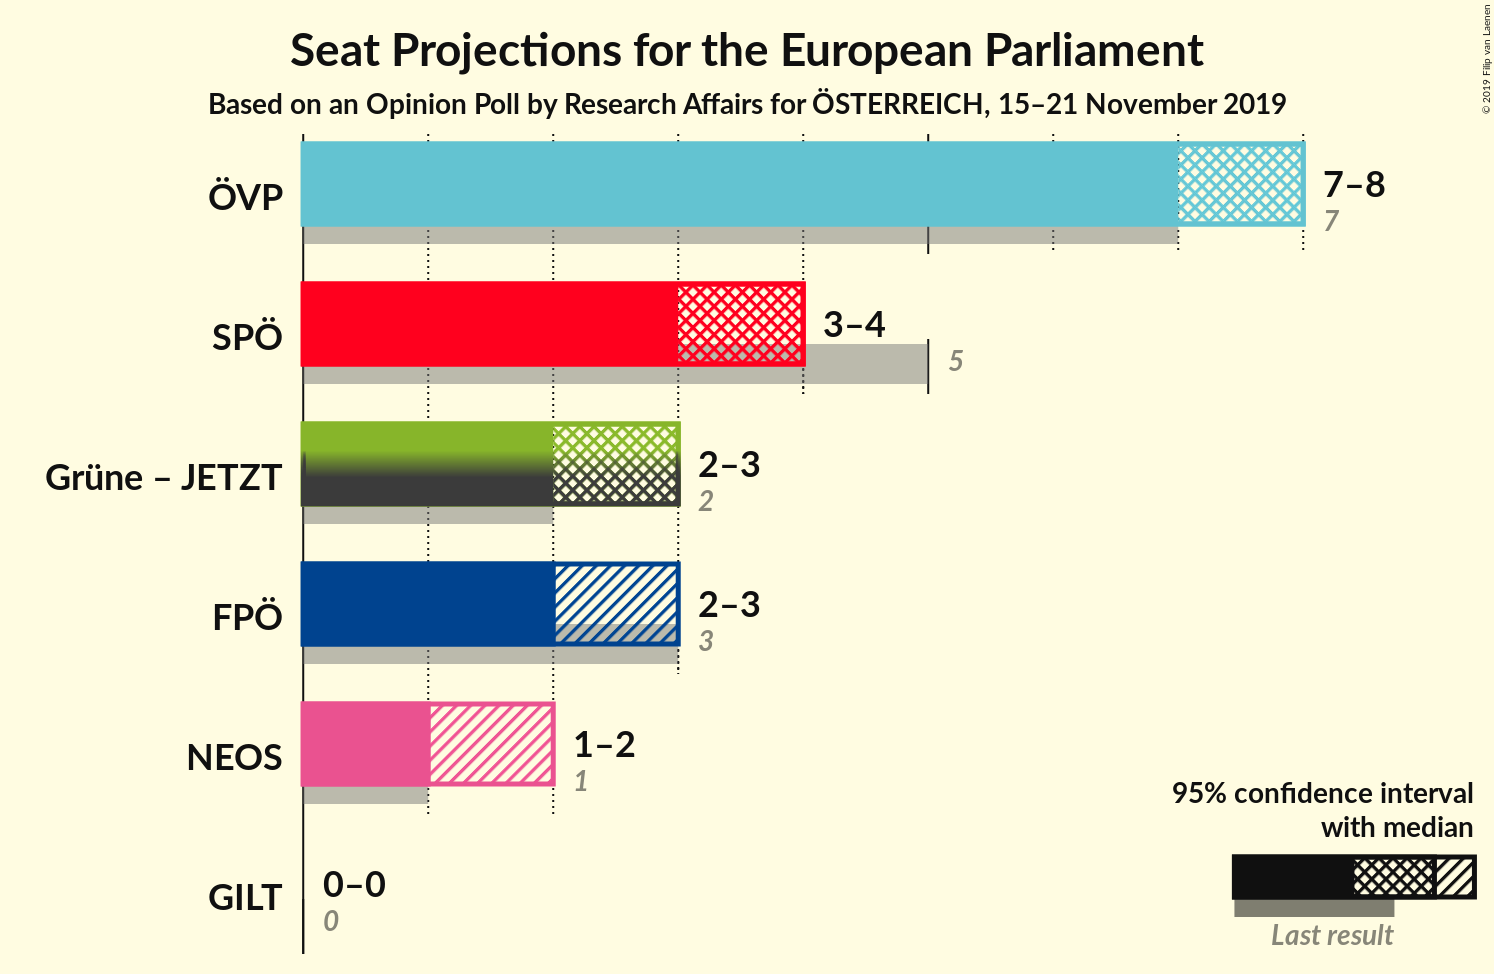 Seat Projections for the European Parliament
Based on an Opinion Poll by Research Affairs for ÖSTERREICH, 15–21 November 2019
© 2019 Filip van Laenen
ÖVP
7–8
7
SPÖ
3–4
5
Grüne – JETZT
2–3
2
FPÖ
2–3
3
NEOS
1–2
1
GILT
0–0
0
95% confidence interval
with median
Last result